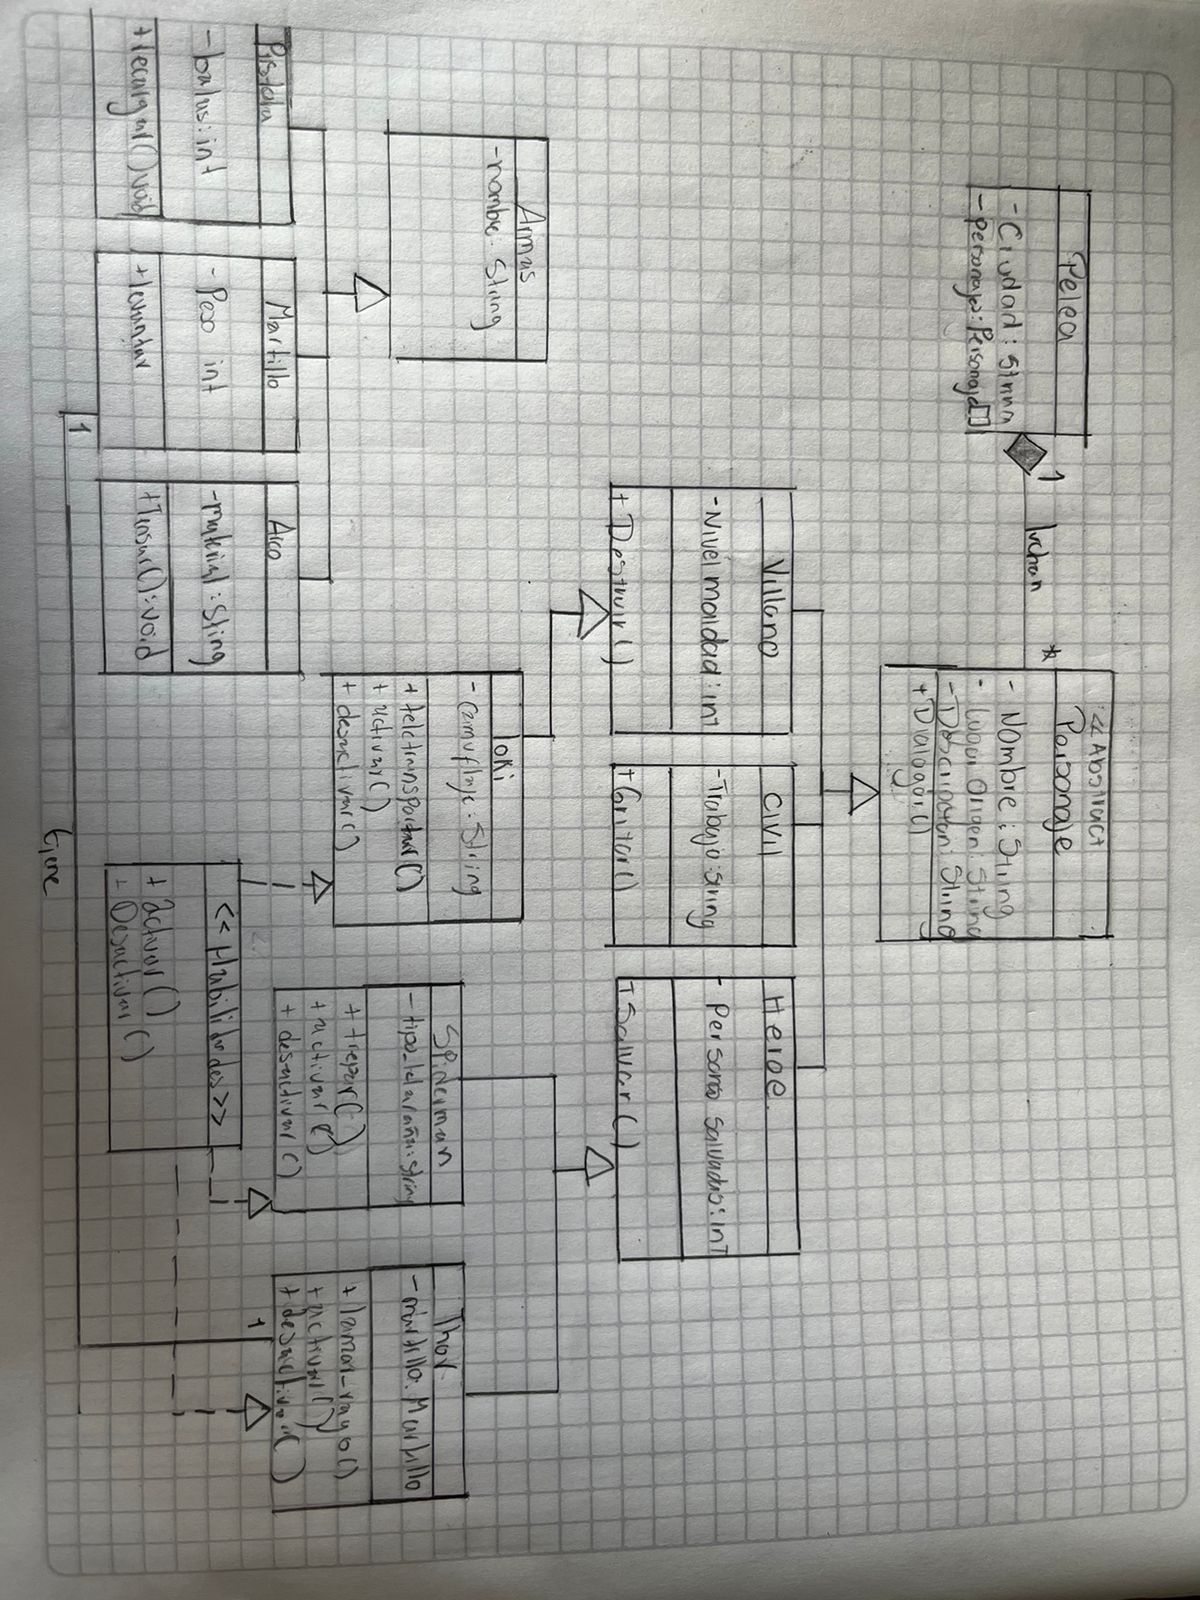 Pelea
- Ciudad: String
- personajes: Personaje[]
1 luchan *
<<Abstract
Personaje
- Nombre: String
- Lugar Origen: String
- Descripcion: String
+ Dialogar()
Villano
- Nivel maldad: int
+ Destruir()
Civil
- Trabajo: String
+ Gritar()
Heroe
- Personas salvadas: int
+ Salvar()
Armas
- nombre: String
loki
- Camuflaje: String
+ teletransportar()
+ activar()
+ desactivar()
Spiderman
- tipo_telaraña: String
+ trepar()
+ activar()
+ desactivar()
Thor
- martillo: Martillo
+ lanzar_rayo()
+ activar()
+ desactivar()
Pistola
- balas: int
+ recargar() void
Martillo
- Peso int
+ levantar
Arco
- material: Sting
+ Tensar(): void
<<Habilidades>>
+ activar()
+ Desactivar()
1
1
tiene